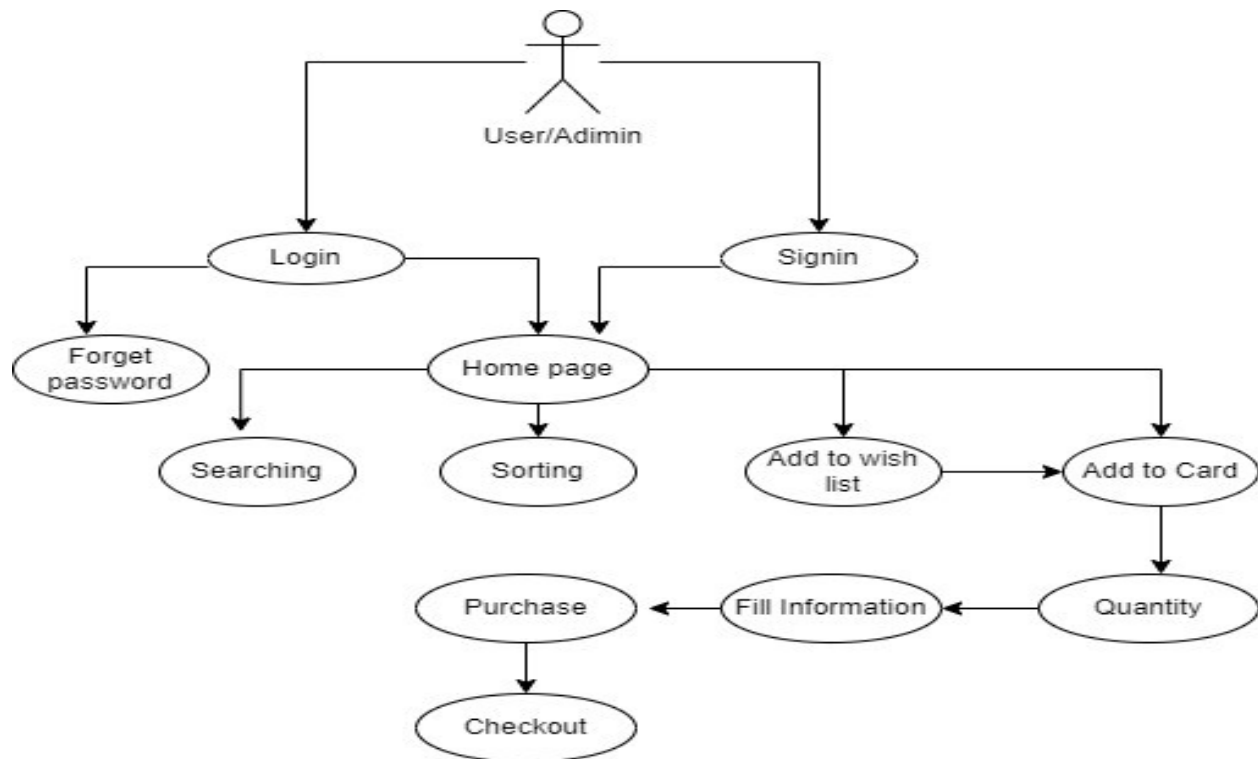 User/Adimin
Login
Signin
Forget
password
Home page
Searching
Sorting
Add to wish
list
Add to Card
Purchase
Fill Information
Quantity
Checkout